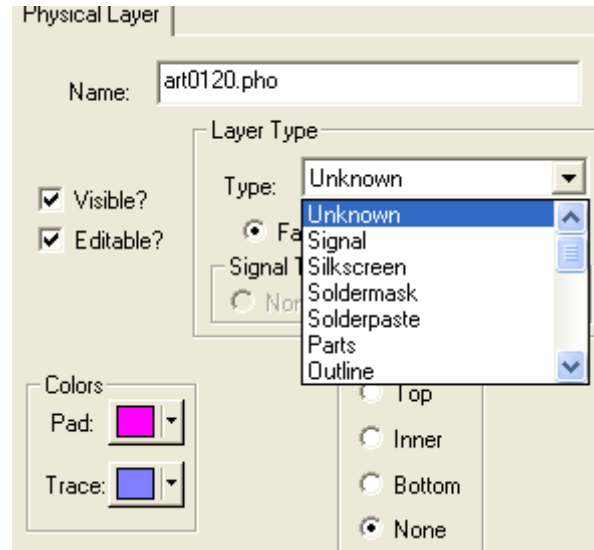 Physical Layer
Name: art0120.pho
Layer Type
Type: Unknown
Unknown
Signal
Silkscreen
Soldermask
Solderpaste
Parts
Outline
Visible?
Editable?
Signal
Colors
Pad:
Trace:
Top
Inner
Bottom
None